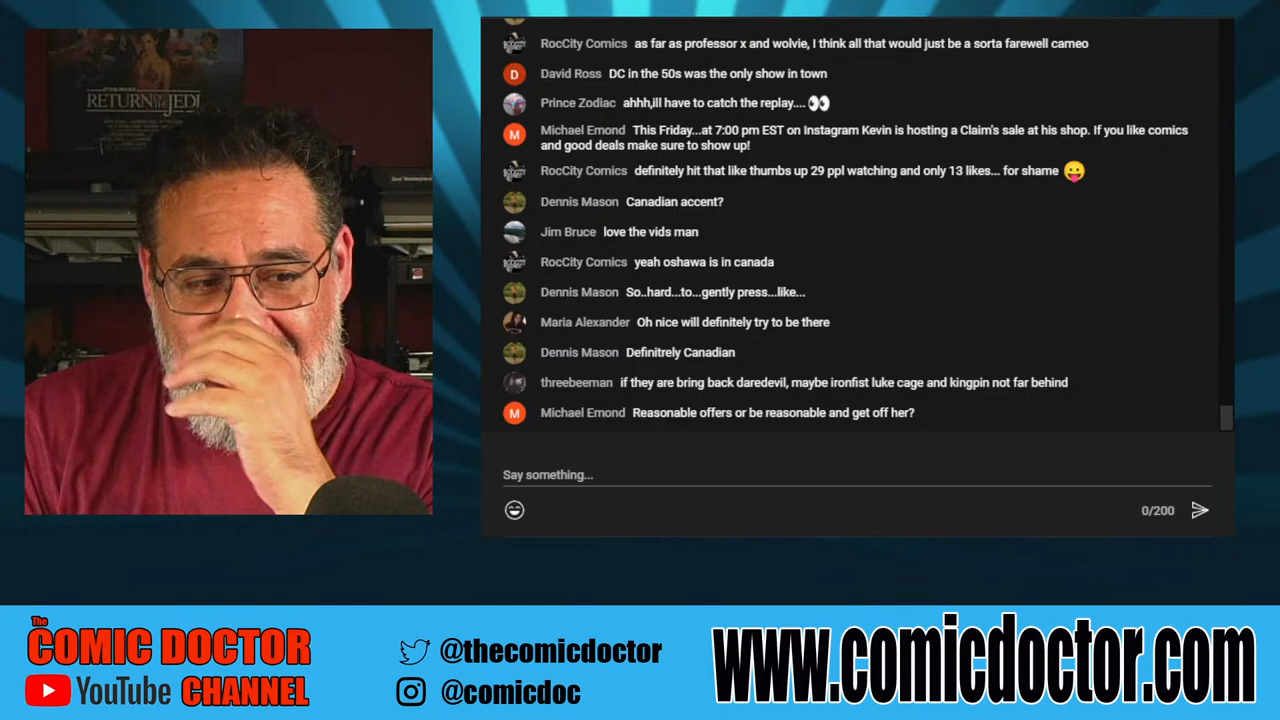 STAR WARS
RETURN OF THE JEDI
RocCity Comics as far as professor x and wolvie, I think all that would just be a sorta farewell cameo
D David Ross DC in the 50s was the only show in town
Prince Zodiac ahhh,ill have to catch the replay.... 👀
M Michael Emond This Friday...at 7:00 pm EST on Instagram Kevin is hosting a Claim's sale at his shop. If you like comics
and good deals make sure to show up!
RocCity Comics definitely hit that like thumbs up 29 ppl watching and only 13 likes... for shame 😛
Dennis Mason Canadian accent?
Jim Bruce love the vids man
RocCity Comics yeah oshawa is in canada
Dennis Mason So..hard...to...gently press...like...
Maria Alexander Oh nice will definitely try to be there
Dennis Mason Definitrely Canadian
threebeeman if they are bring back daredevil, maybe ironfist luke cage and kingpin not far behind
M Michael Emond Reasonable offers or be reasonable and get off her?
Say something...
0/200
The
COMIC DOCTOR
YouTube CHANNEL
@thecomicdoctor
@comicdoc
www.comicdoctor.com